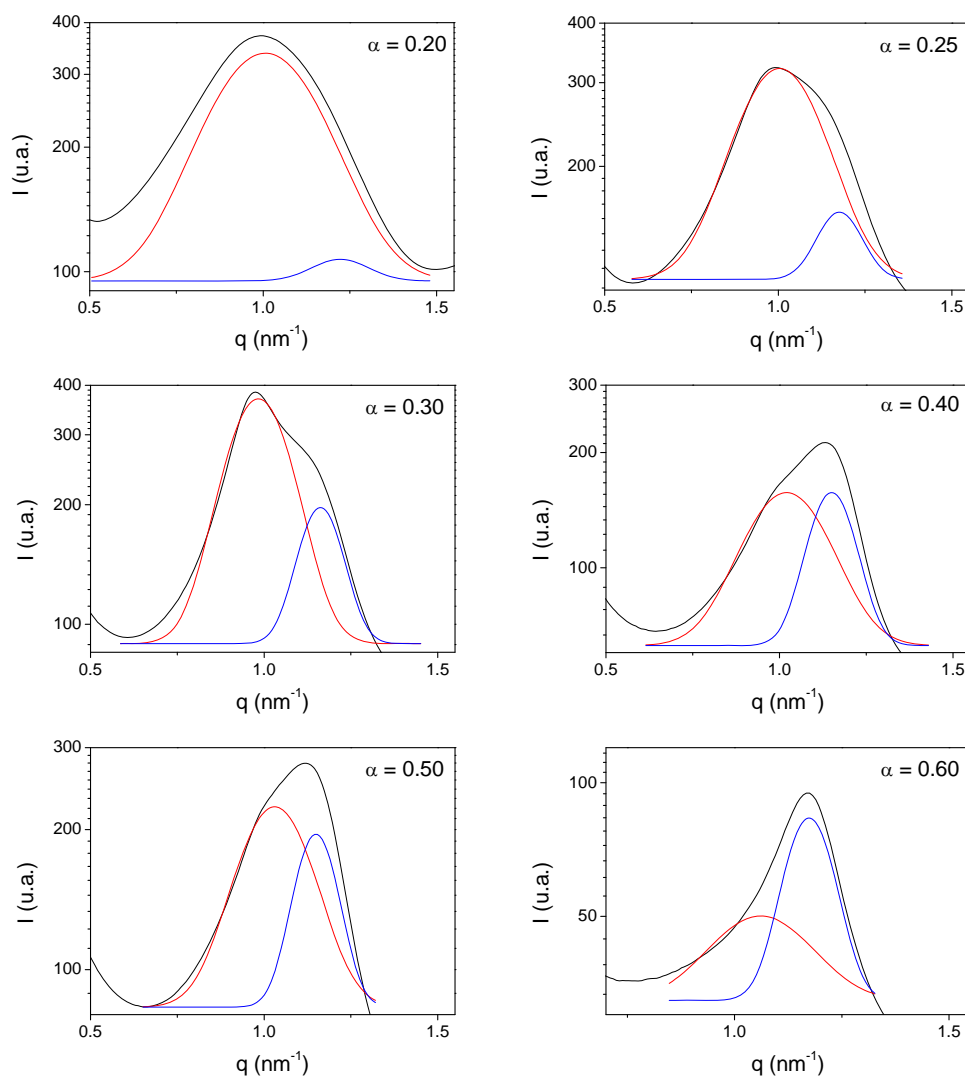 400
300
200
100
I (u.a.)
α = 0.20
0.5
1.0
1.5
q (nm⁻¹)
300
200
I (u.a.)
α = 0.25
0.5
1.0
1.5
q (nm⁻¹)
400
300
200
100
I (u.a.)
α = 0.30
0.5
1.0
1.5
q (nm⁻¹)
300
200
100
I (u.a.)
α = 0.40
0.5
1.0
1.5
q (nm⁻¹)
300
200
100
I (u.a.)
α = 0.50
0.5
1.0
1.5
q (nm⁻¹)
100
50
I (u.a.)
α = 0.60
1.0
1.5
q (nm⁻¹)